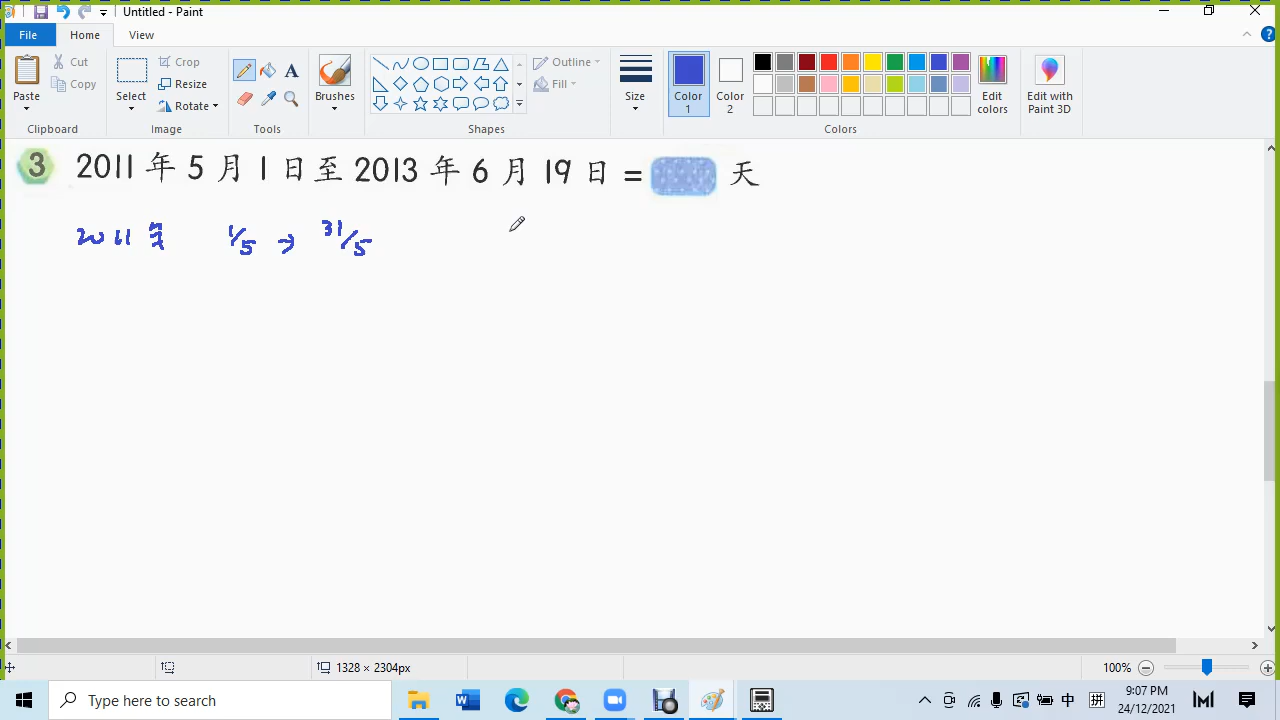 Untitled - Paint
File Home View
Paste Cut Copy
Clipboard
Select Crop Resize Rotate
Image
A
Tools
Brushes
Outline Fill
Shapes
Size
Color 1 Color 2
Edit colors
Colors
Edit with Paint 3D
3 2011 年 5 月 1 日 至 2013 年 6 月 19 日 = 天
2011 年 1/5 → 31/5
1328 × 2304px 100%
Type here to search
中 拼 9:07 PM
24/12/2021